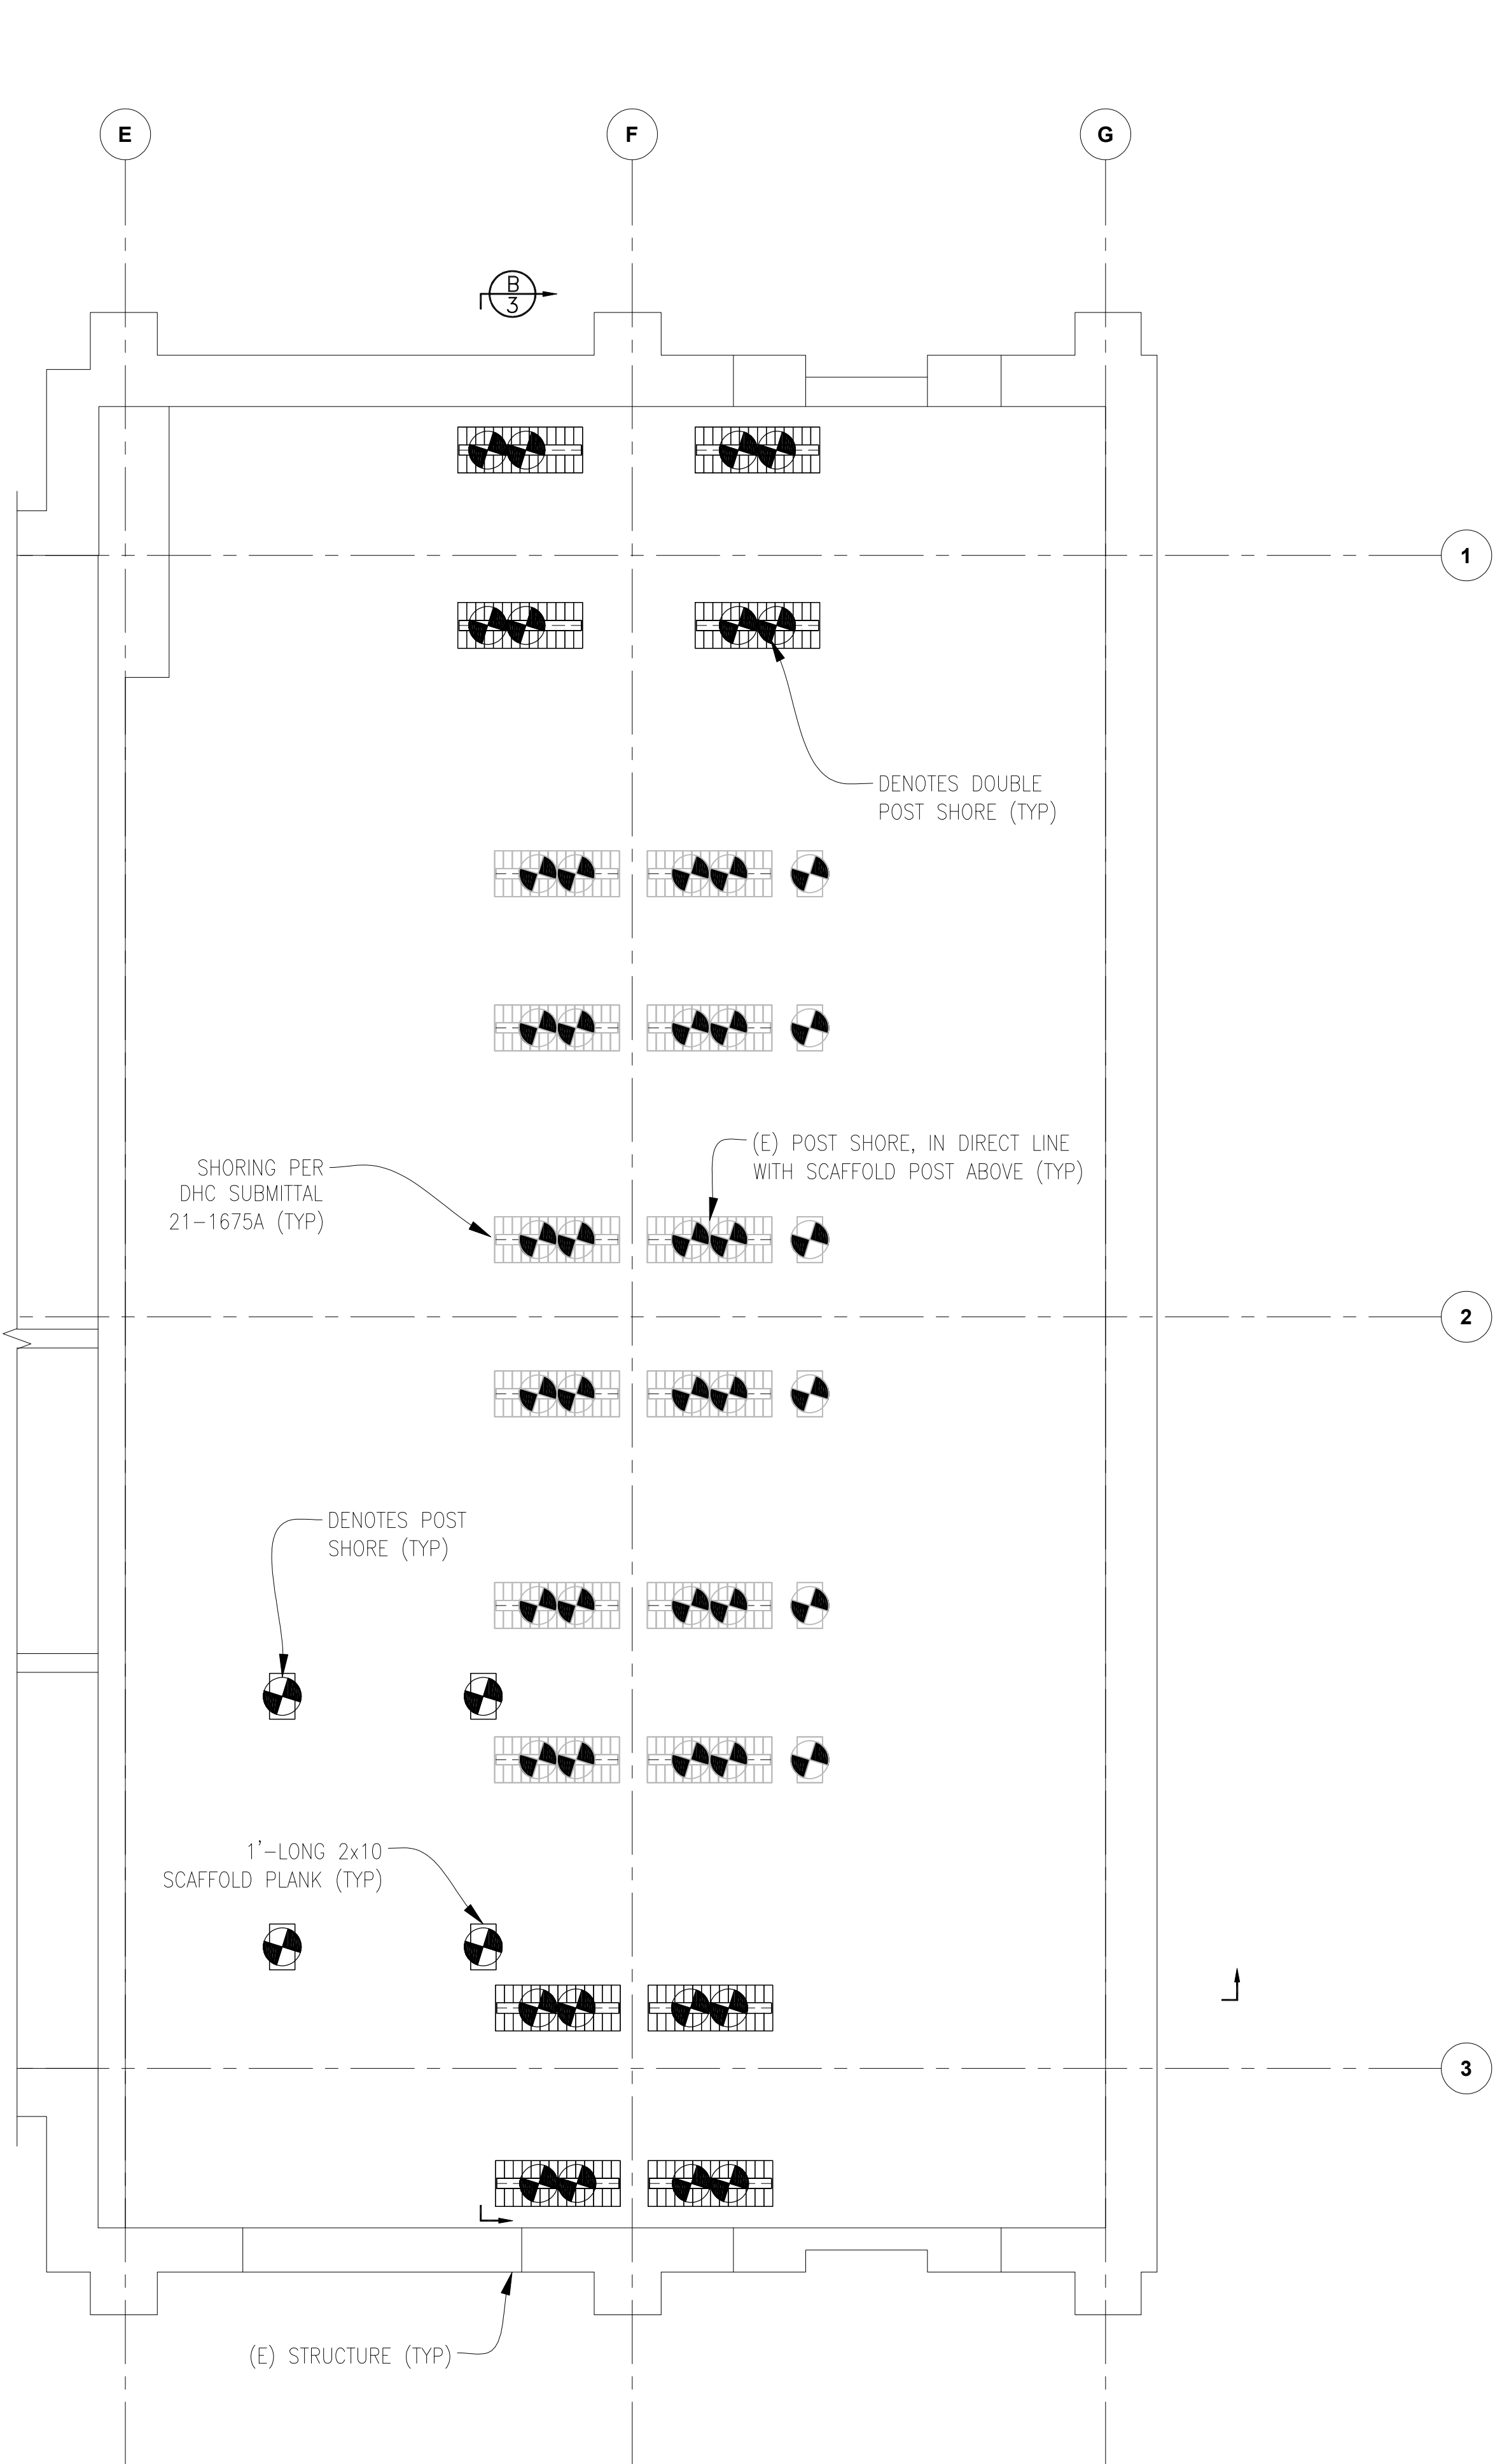 E
F
G
B
3
1
DENOTES DOUBLE
POST SHORE (TYP)
(E) POST SHORE, IN DIRECT LINE
WITH SCAFFOLD POST ABOVE (TYP)
SHORING PER
DHC SUBMITTAL
21-1675A (TYP)
2
DENOTES POST
SHORE (TYP)
1'-LONG 2x10
SCAFFOLD PLANK (TYP)
3
(E) STRUCTURE (TYP)